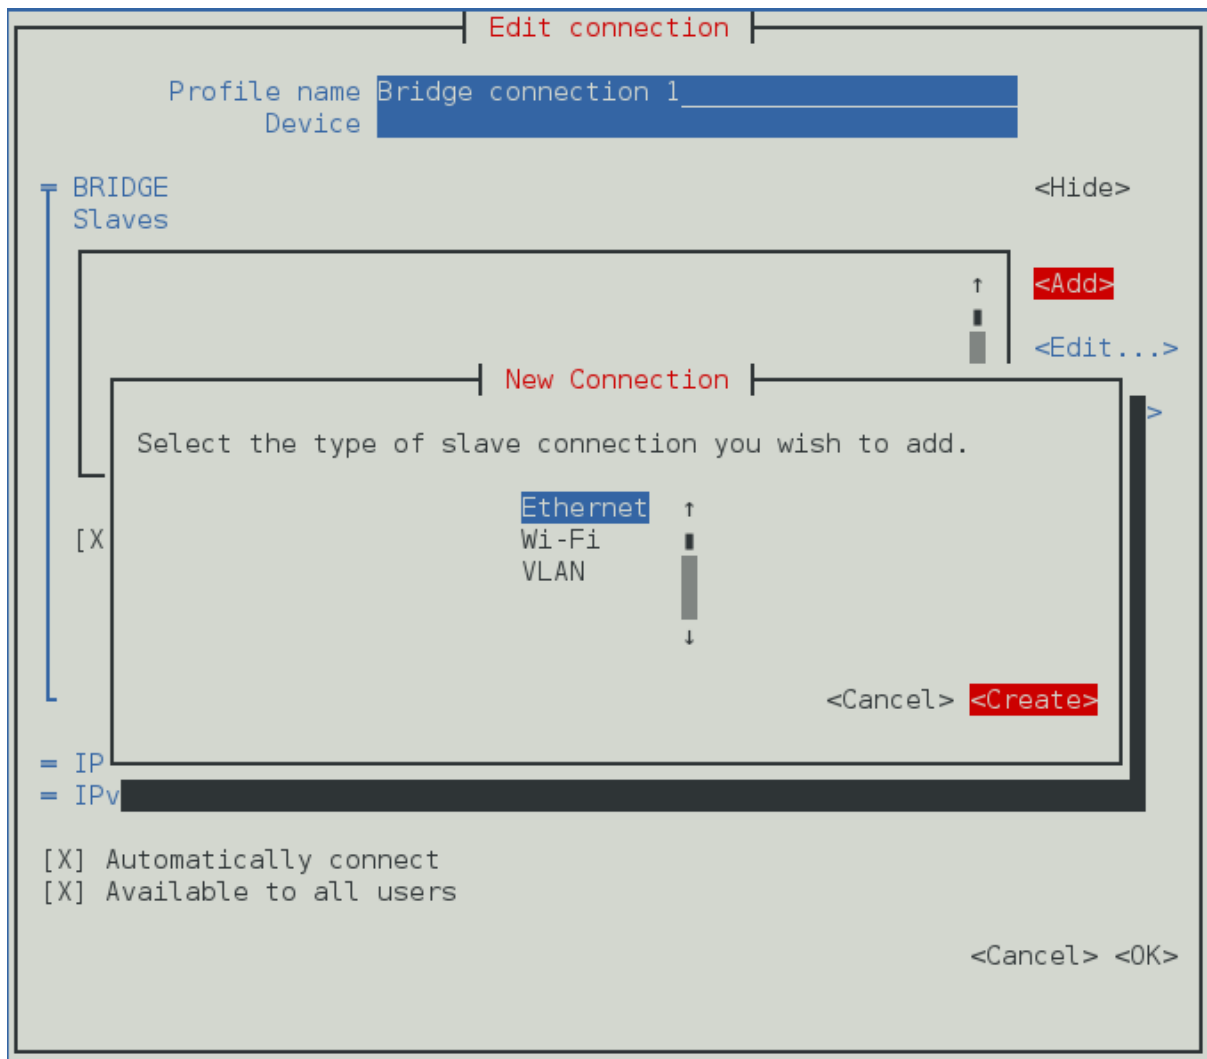 Edit connection
Profile name Bridge connection 1
Device
BRIDGE <Hide>
Slaves
↑ <Add>
<Edit...>
New Connection
>
Select the type of slave connection you wish to add.
Ethernet ↑
[X Wi-Fi
VLAN
↓
<Cancel> <Create>
= IP
= IPv
[X] Automatically connect
[X] Available to all users
<Cancel> <OK>